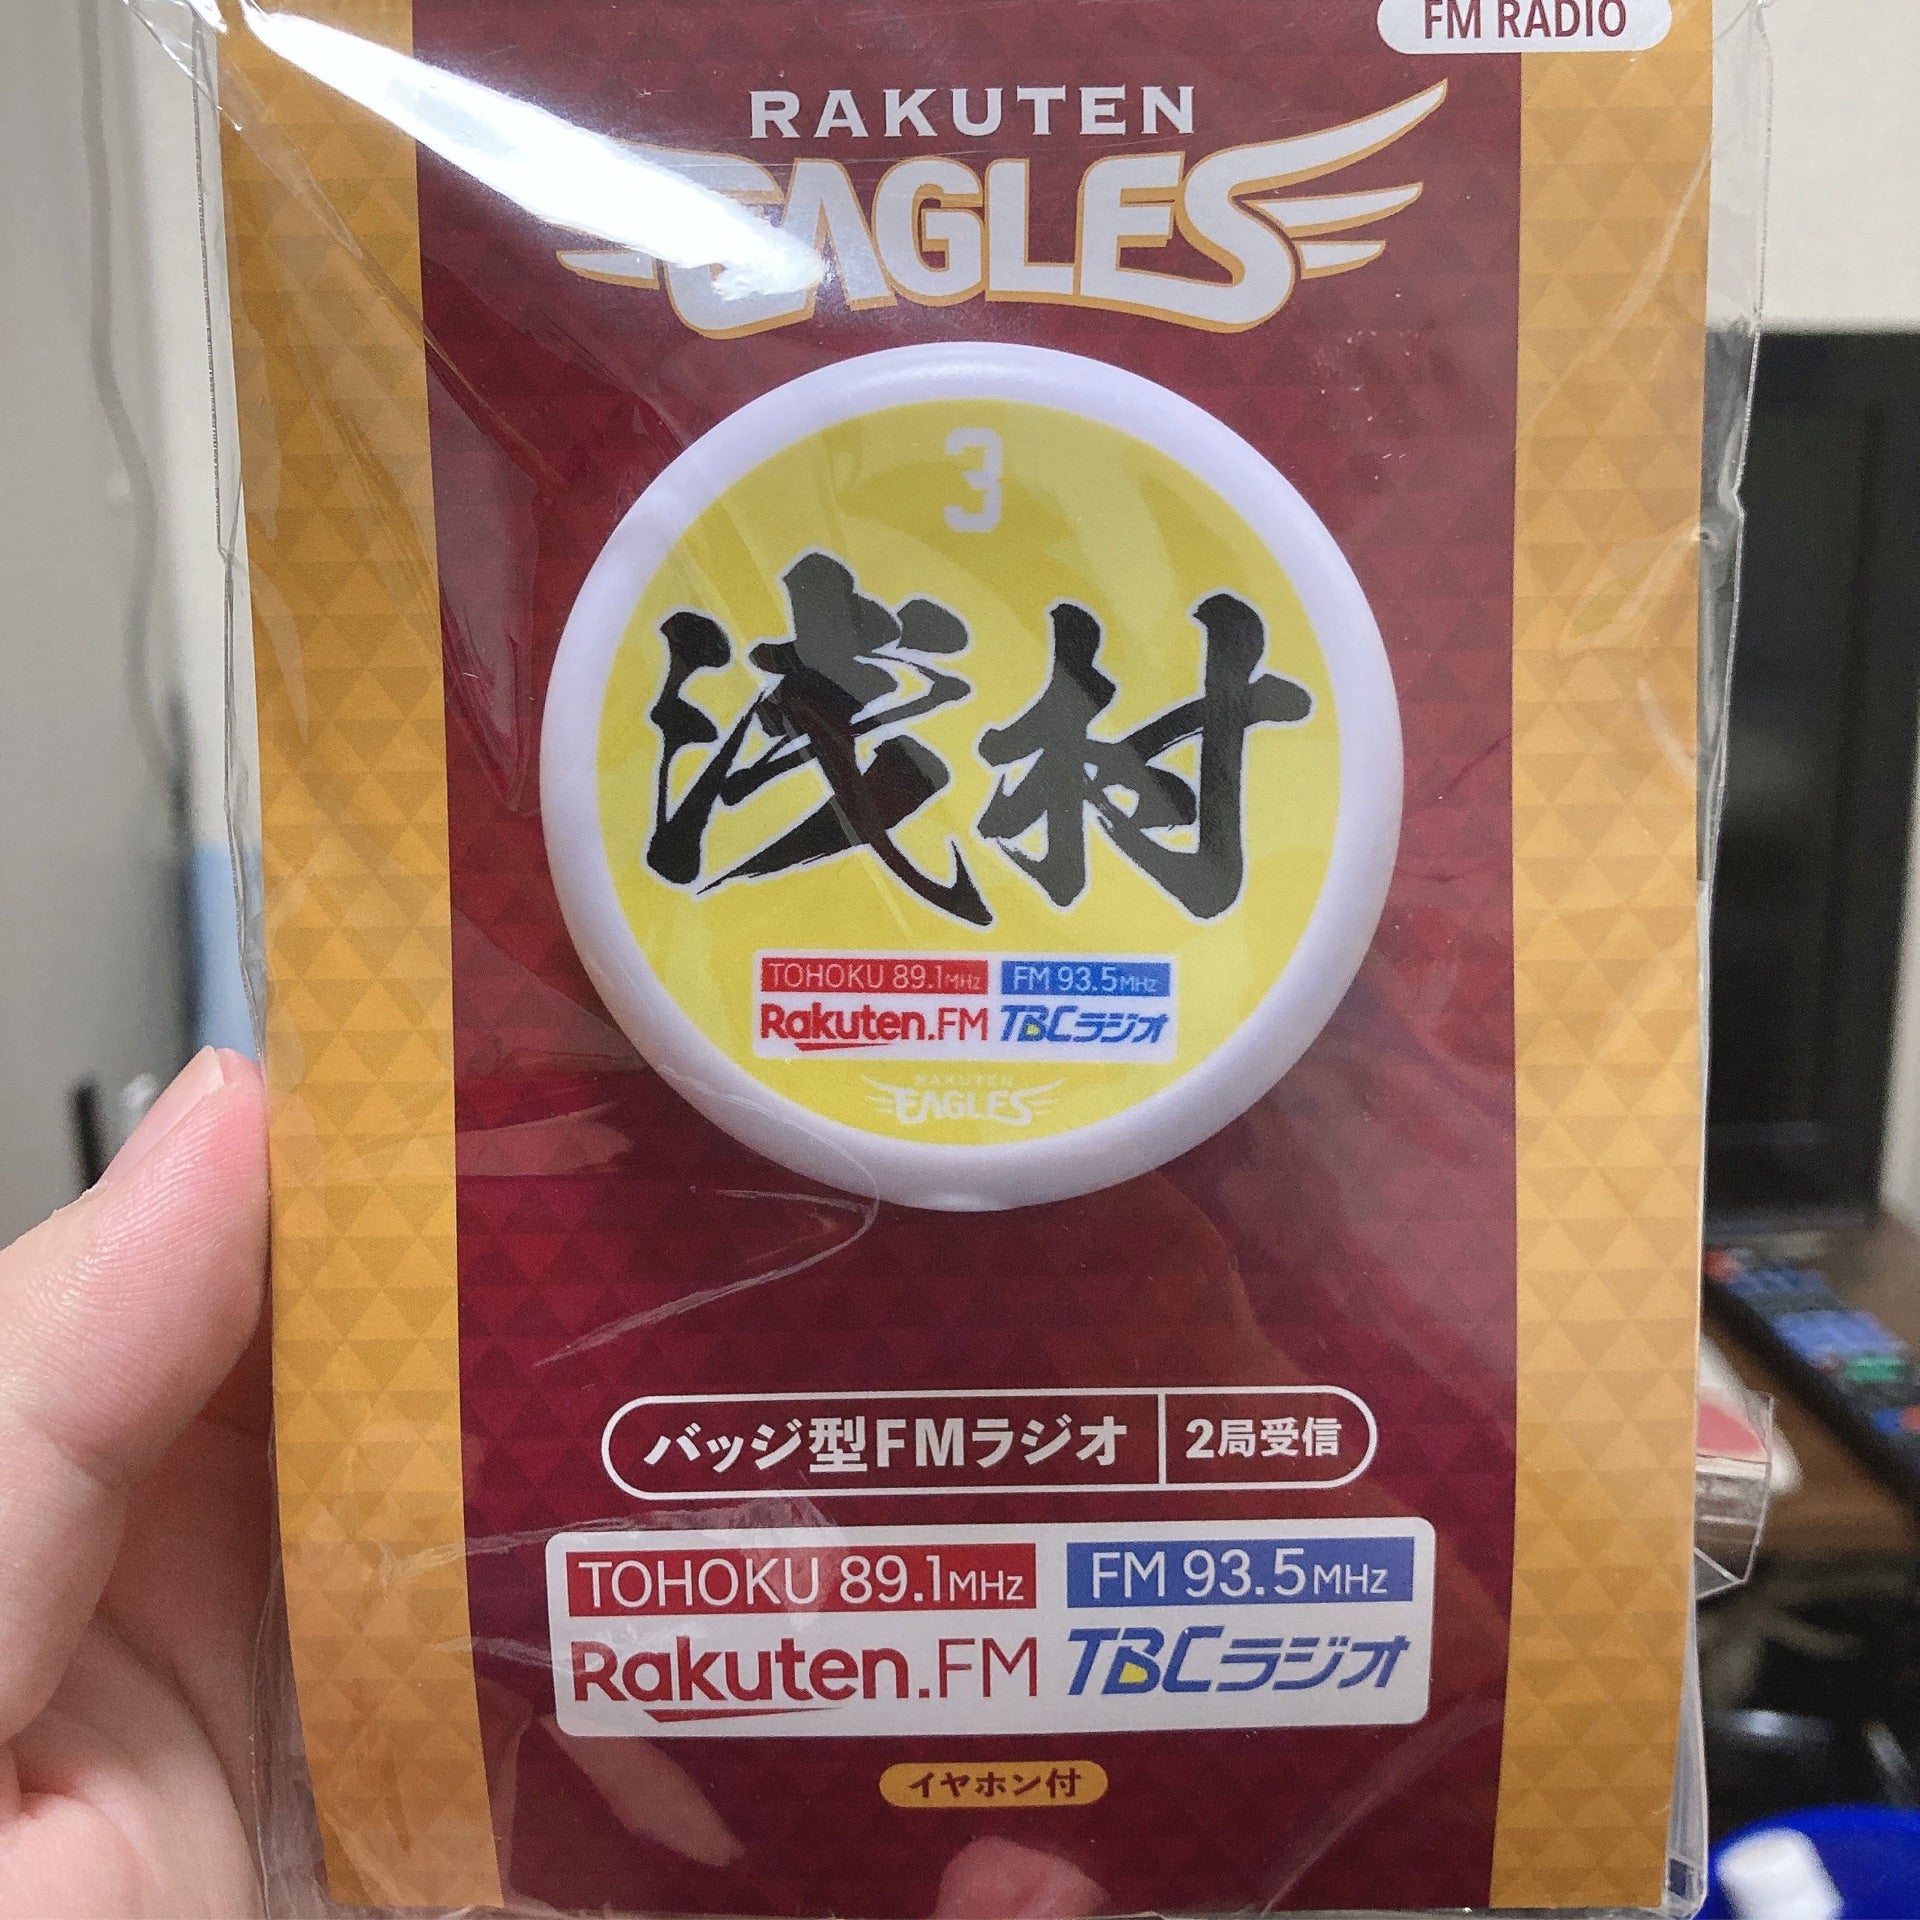 FM RADIO
RAKUTEN
EAGLES
3
浅村
TOHOKU 89.1MHz FM 93.5MHz
Rakuten.FM TBCラジオ
RAKUTEN
EAGLES
バッジ型FMラジオ 2局受信
TOHOKU 89.1MHz FM 93.5MHz
Rakuten.FM TBCラジオ
イヤホン付